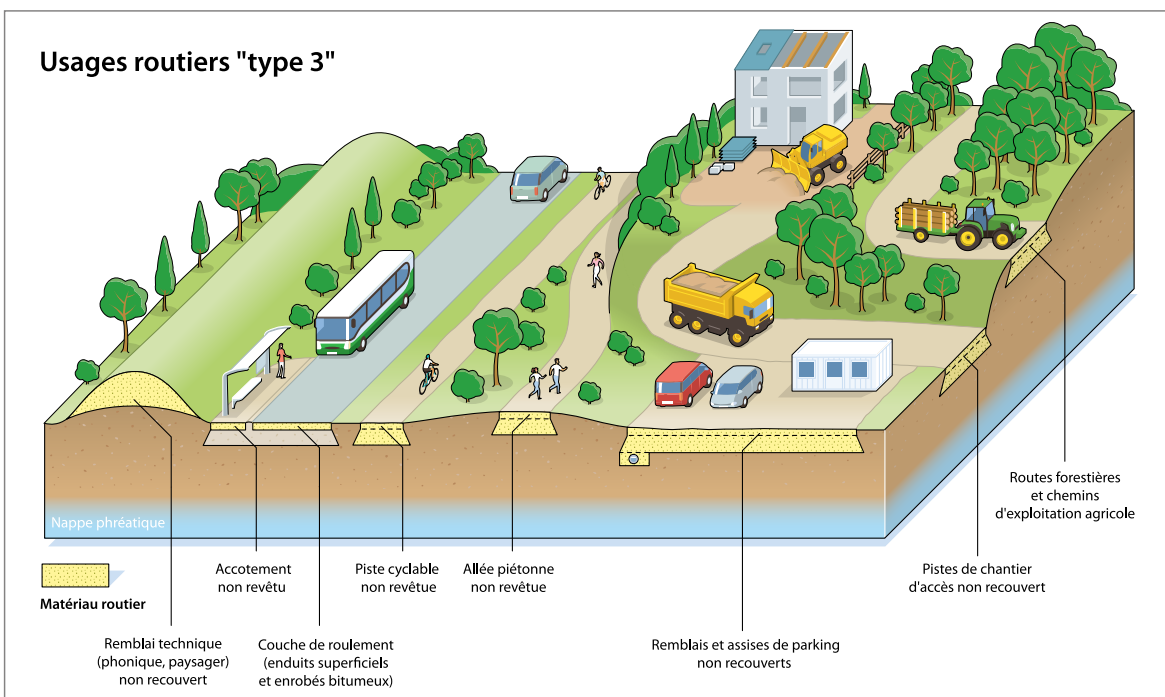 Usages routiers "type 3"
Nappe phréatique
Matériau routier
Remblai technique
(phonique, paysager)
non recouvert
Accotement
non revêtu
Couche de roulement
(enduits superficiels
et enrobés bitumeux)
Piste cyclable
non revêtue
Allée piétonne
non revêtue
Remblais et assises de parking
non recouverts
Pistes de chantier
d'accès non recouvert
Routes forestières
et chemins
d'exploitation agricole